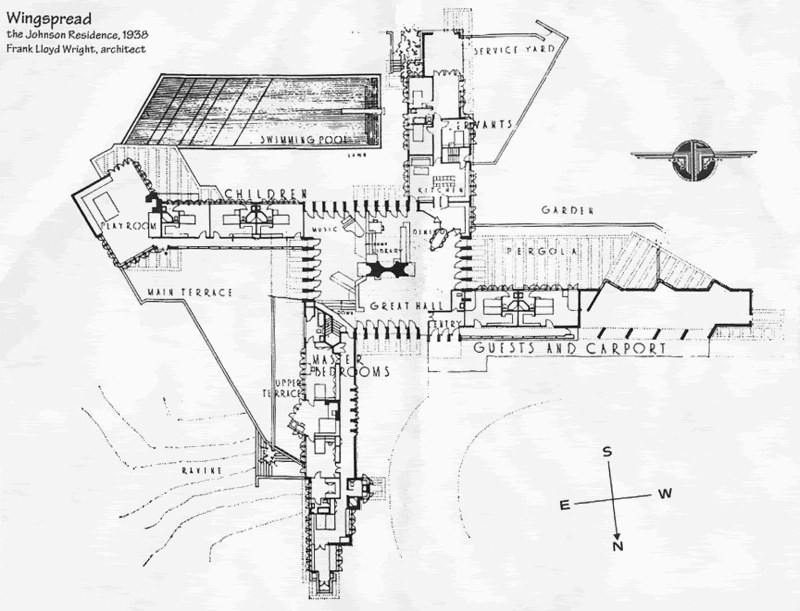 Wingspread
the Johnson Residence, 1938
Frank Lloyd Wright, architect
SERVICE YARD
SERVANTS
SWIMMING POOL
KITCHEN
CHILDREN
GARDEN
PLAYROOM
MUSIC
DINING
LIBRARY
PERGOLA
MAIN TERRACE
GREAT HALL
ENTRY
GUESTS AND CARPORT
MASTER
BEDROOMS
UPPER
TERRACE
RAVINE
S
E
W
N